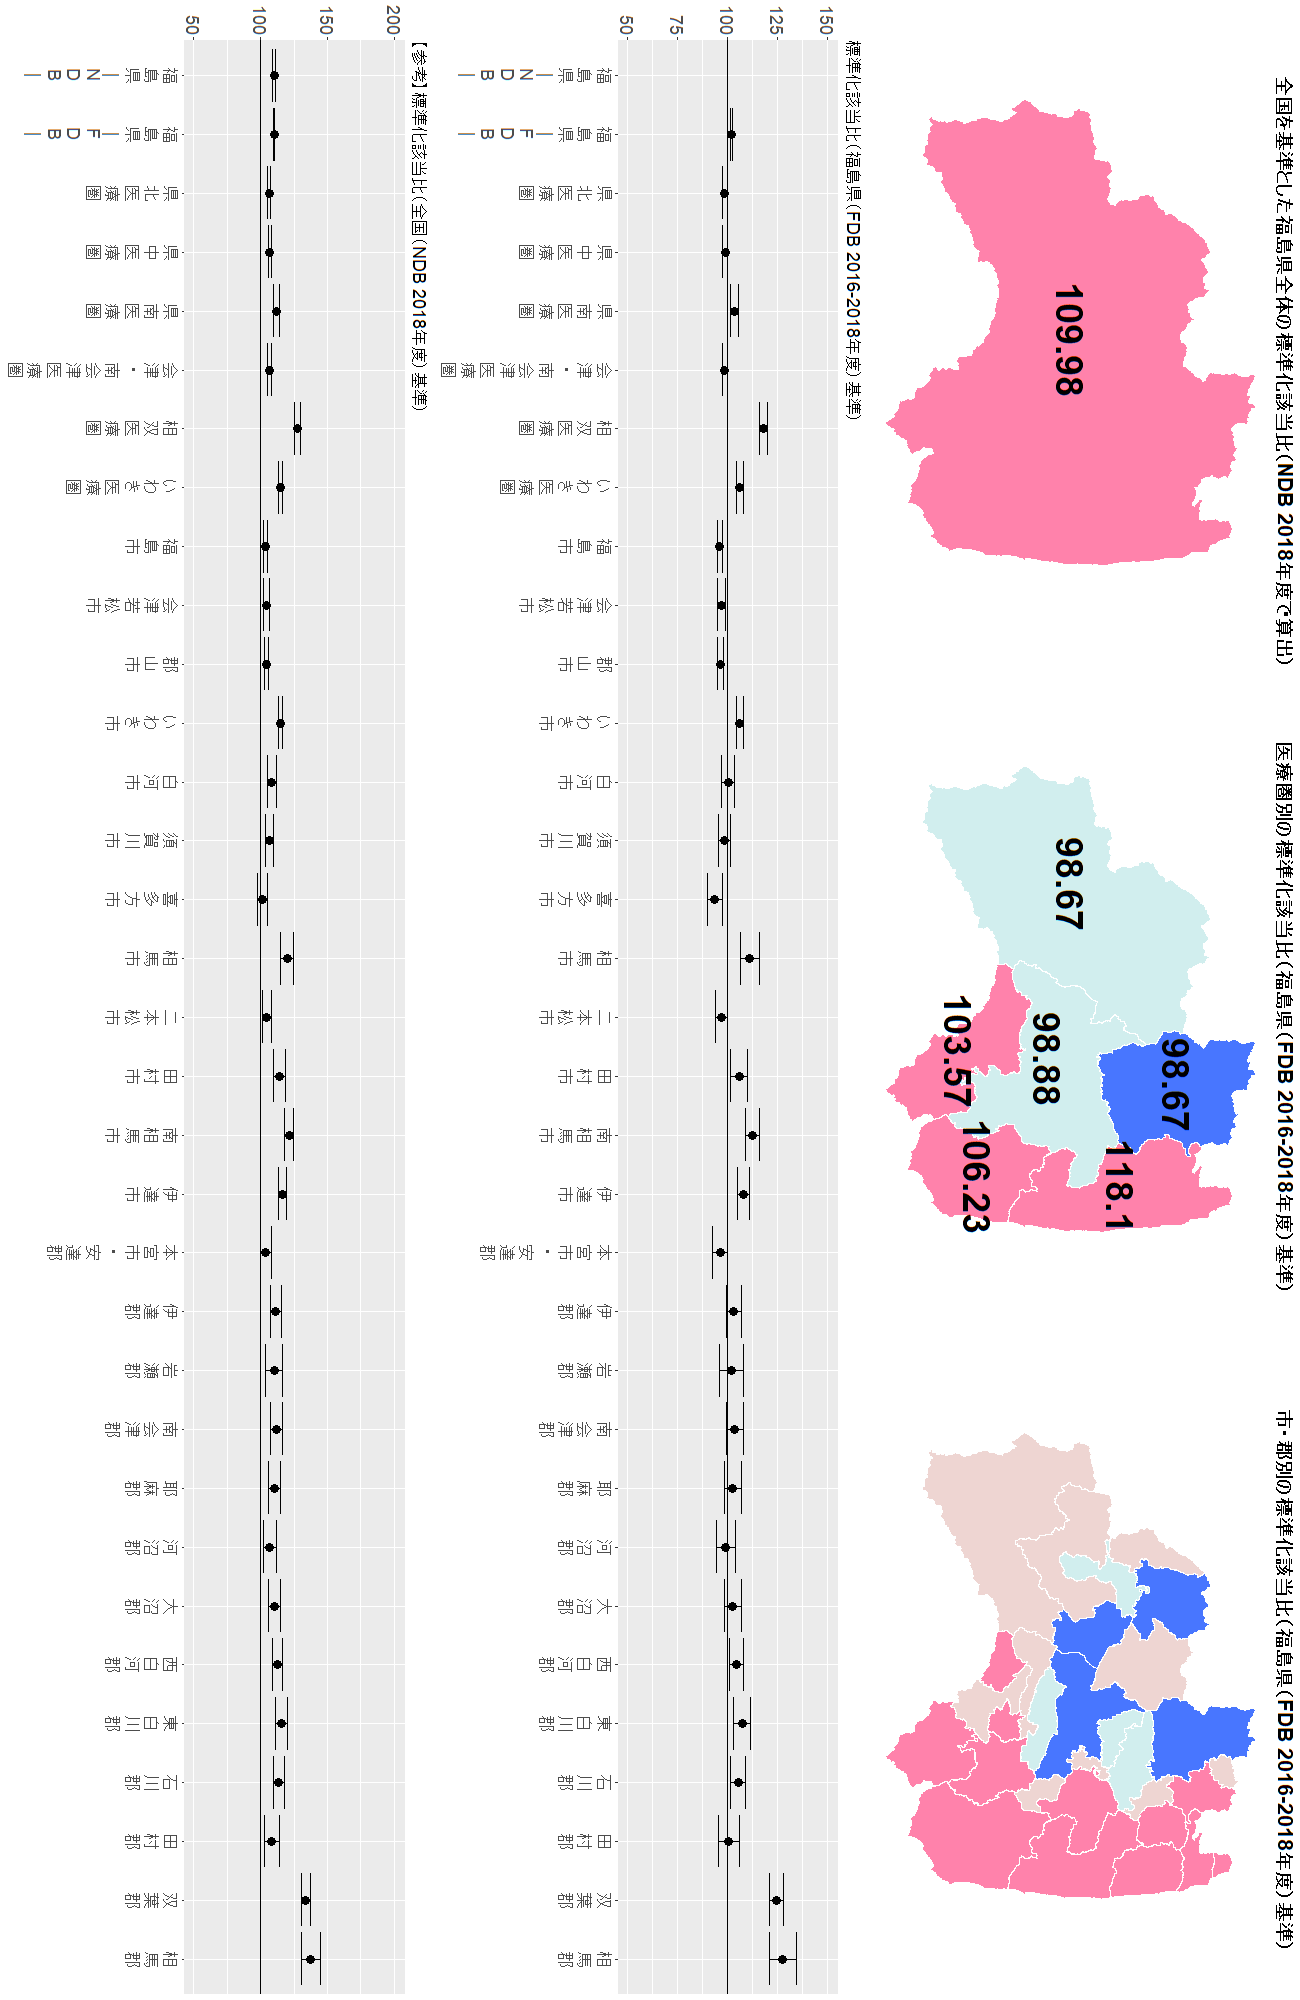 全国を基準とした福島県全体の標準化該当比(NDB 2018年度で算出)
医療圏別の標準化該当比(福島県(FDB 2016-2018年度)基準)
市・郡別の標準化該当比(福島県(FDB 2016-2018年度)基準)
109.98
98.67
98.67
98.88
118.1
103.57
106.23
標準化該当比(福島県(FDB 2016-2018年度)基準)
150
125
100
75
50
福島県(NDB)
福島県(FDB)
県北医療圏
県中医療圏
県南医療圏
会津・南会津医療圏
相双医療圏
いわき医療圏
福島市
会津若松市
郡山市
いわき市
白河市
須賀川市
喜多方市
相馬市
二本松市
田村市
南相馬市
伊達市
本宮市・安達郡
伊達郡
岩瀬郡
南会津郡
耶麻郡
河沼郡
大沼郡
西白河郡
東白川郡
石川郡
田村郡
双葉郡
相馬郡
【参考】標準化該当比(全国(NDB 2018年度)基準)
200
150
100
50
福島県(NDB)
福島県(FDB)
県北医療圏
県中医療圏
県南医療圏
会津・南会津医療圏
相双医療圏
いわき医療圏
福島市
会津若松市
郡山市
いわき市
白河市
須賀川市
喜多方市
相馬市
二本松市
田村市
南相馬市
伊達市
本宮市・安達郡
伊達郡
岩瀬郡
南会津郡
耶麻郡
河沼郡
大沼郡
西白河郡
東白川郡
石川郡
田村郡
双葉郡
相馬郡